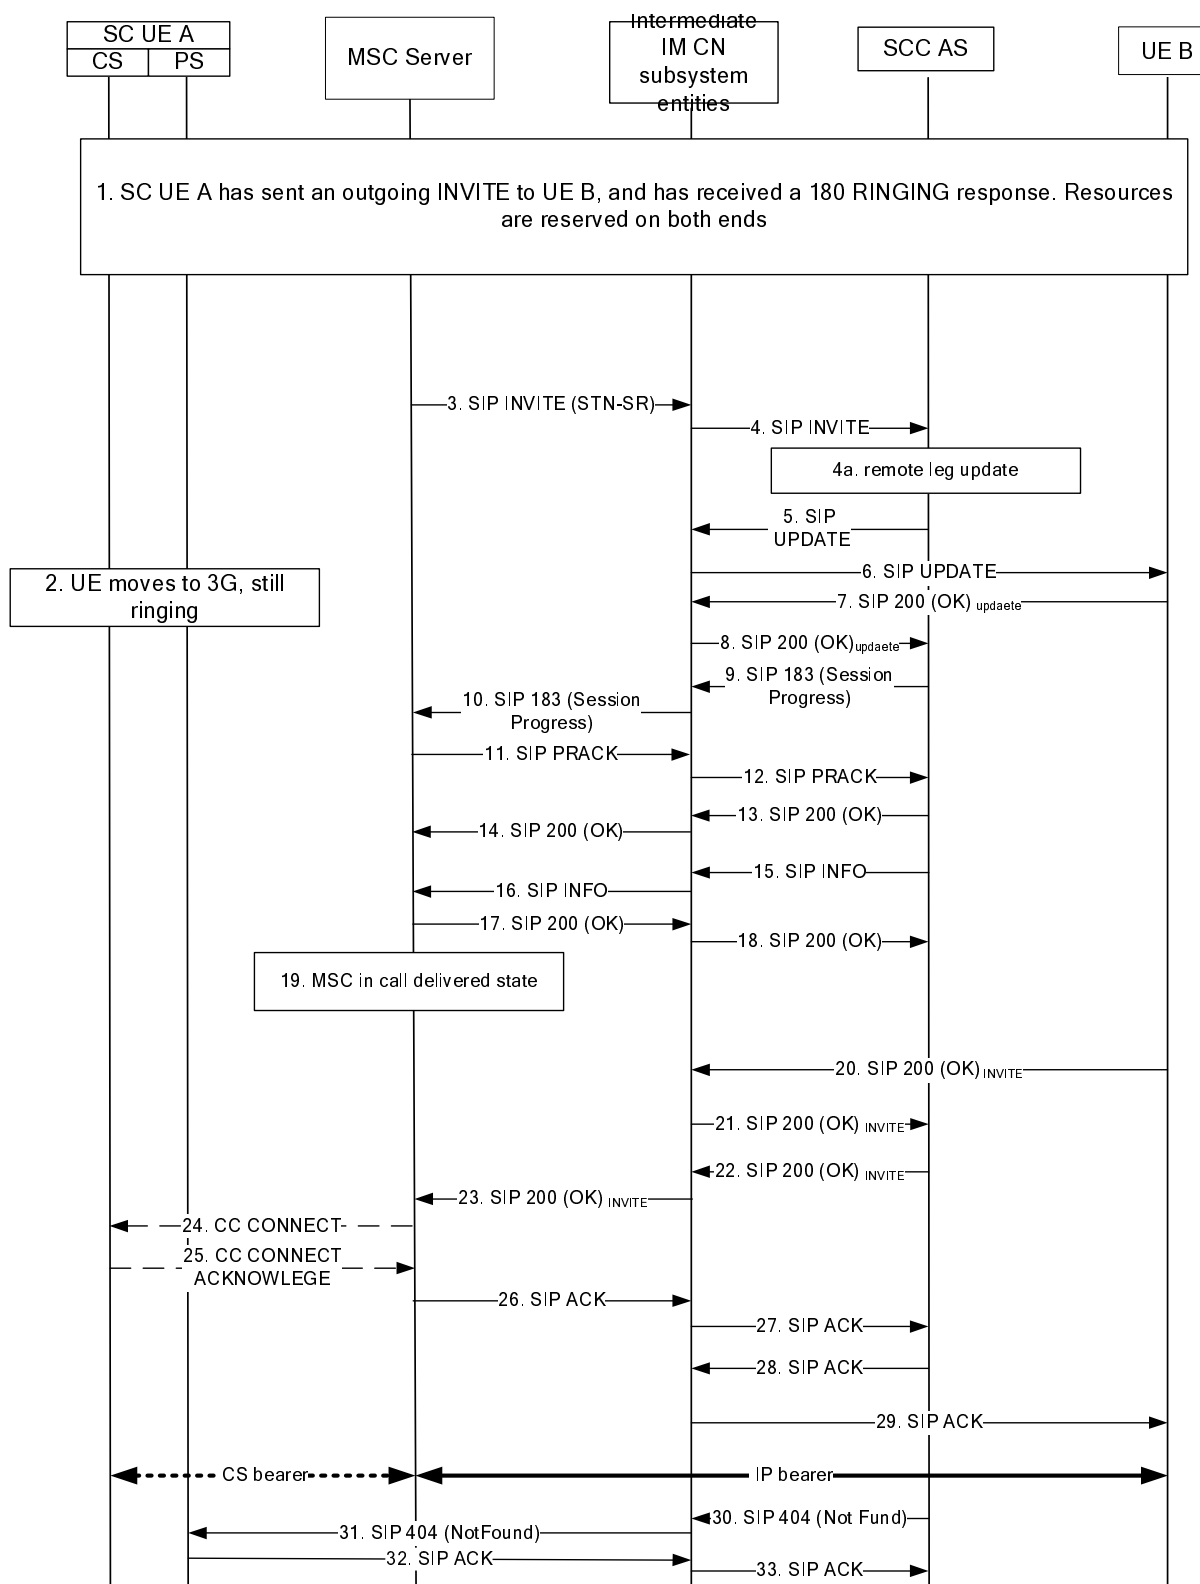 SC UE A
CS
PS
MSC Server
Intermediate
IM CN
subsystem
entities
SCC AS
UE B
1. SC UE A has sent an outgoing INVITE to UE B, and has received a 180 RINGING response. Resources
are reserved on both ends
3. SIP INVITE (STN-SR)
4. SIP INVITE
4a. remote leg update
5. SIP
UPDATE
2. UE moves to 3G, still
ringing
6. SIP UPDATE
7. SIP 200 (OK) updaete
8. SIP 200 (OK)updaete
9. SIP 183 (Session
Progress)
10. SIP 183 (Session
Progress)
11. SIP PRACK
12. SIP PRACK
13. SIP 200 (OK)
14. SIP 200 (OK)
15. SIP INFO
16. SIP INFO
17. SIP 200 (OK)
18. SIP 200 (OK)
19. MSC in call delivered state
20. SIP 200 (OK) INVITE
21. SIP 200 (OK) INVITE
22. SIP 200 (OK) INVITE
23. SIP 200 (OK) INVITE
24. CC CONNECT
25. CC CONNECT
ACKNOWLEGE
26. SIP ACK
27. SIP ACK
28. SIP ACK
29. SIP ACK
CS bearer
IP bearer
30. SIP 404 (Not Fund)
31. SIP 404 (NotFound)
32. SIP ACK
33. SIP ACK